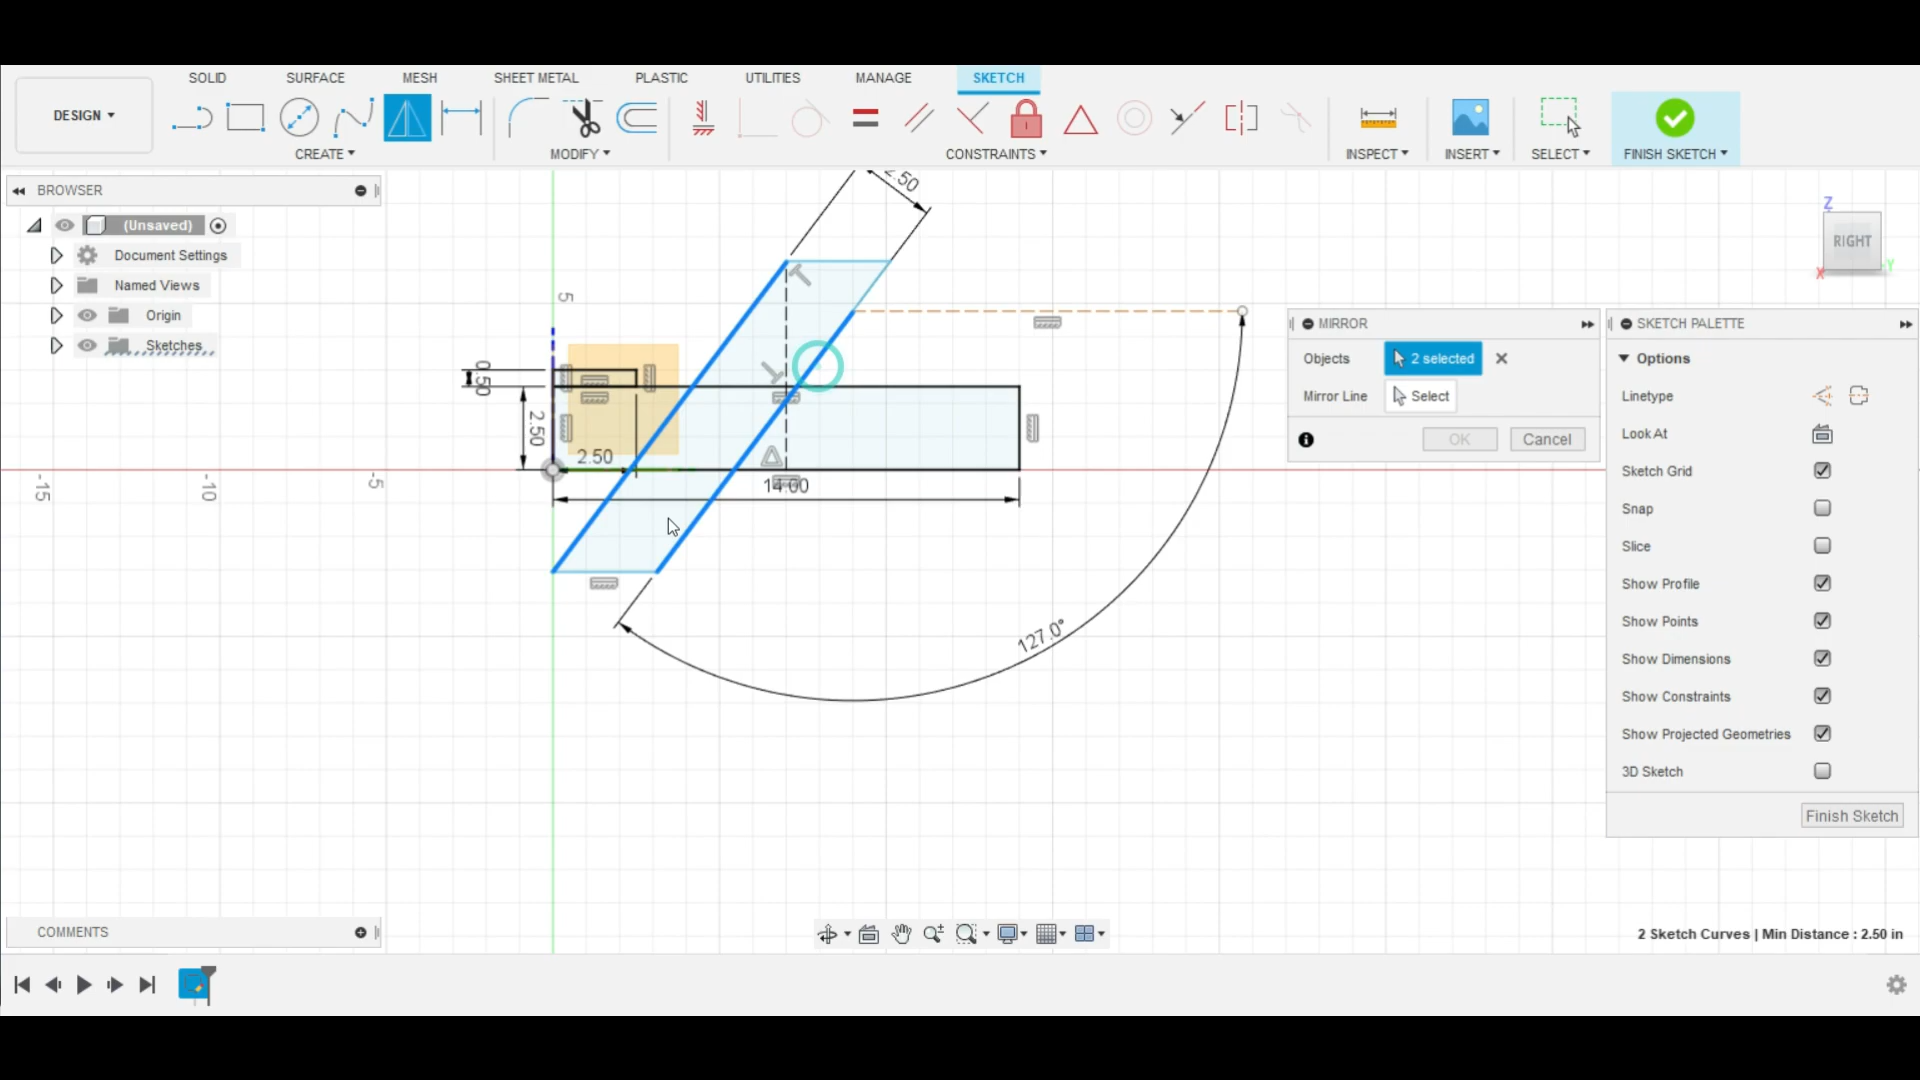 SOLID SURFACE MESH SHEET METAL PLASTIC UTILITIES MANAGE SKETCH
DESIGN
CREATE MODIFY CONSTRAINTS INSPECT INSERT SELECT FINISH SKETCH
BROWSER
(Unsaved)
Document Settings
Named Views
Origin
Sketches
2.50
5
0.50
2.50
2.50
14.00
127.0°
-15
-10
-5
Z
RIGHT
X
Y
MIRROR
Objects 2 selected
Mirror Line Select
OK Cancel
SKETCH PALETTE
Options
Linetype
Look At
Sketch Grid
Snap
Slice
Show Profile
Show Points
Show Dimensions
Show Constraints
Show Projected Geometries
3D Sketch
Finish Sketch
COMMENTS
2 Sketch Curves | Min Distance : 2.50 in